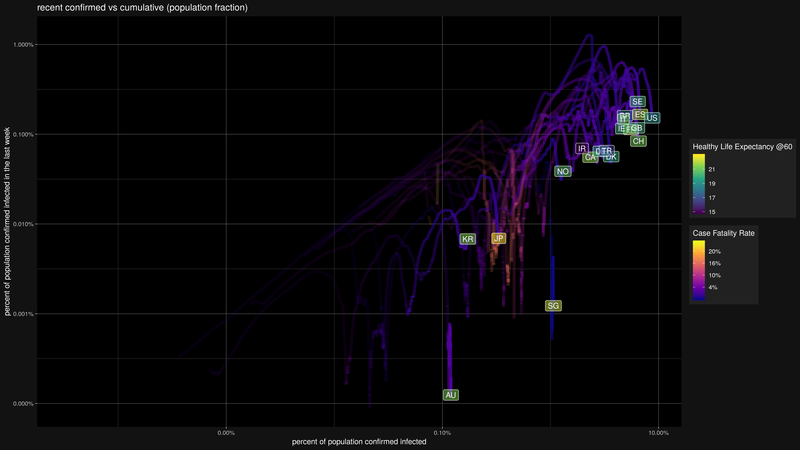 recent confirmed vs cumulative (population fraction)
percent of population confirmed infected in the last week
1.000%
0.100%
0.010%
0.001%
0.000%
SE
ES
US
IE
GB
CH
IR
TR
CA
DK
NO
KR
JP
SG
AU
0.00%
0.10%
10.00%
percent of population confirmed infected
Healthy Life Expectancy @60
21
19
17
15
Case Fatality Rate
20%
16%
10%
4%